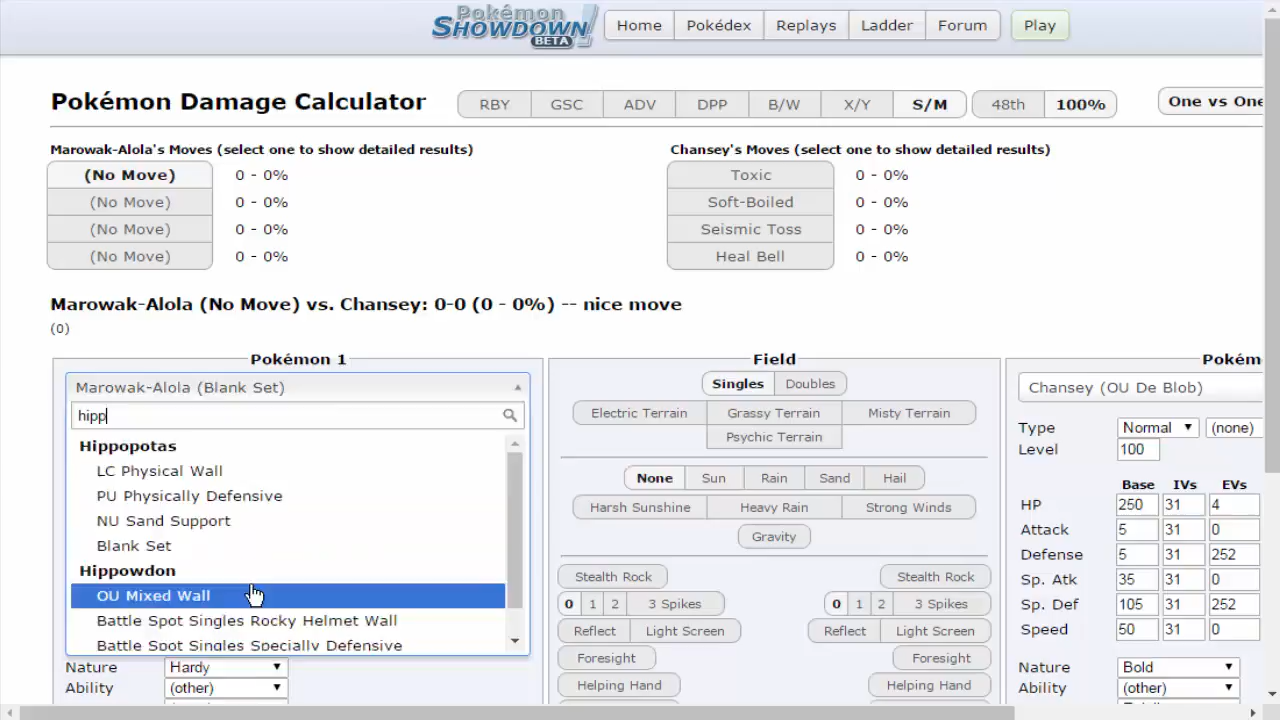 Pokémon
SHOWDOWN!
BETA
Home Pokédex Replays Ladder Forum Play
Pokémon Damage Calculator RBY GSC ADV DPP B/W X/Y S/M 48th 100% One vs One
Marowak-Alola's Moves (select one to show detailed results) Chansey's Moves (select one to show detailed results)
(No Move) 0 - 0% Toxic 0 - 0%
(No Move) 0 - 0% Soft-Boiled 0 - 0%
(No Move) 0 - 0% Seismic Toss 0 - 0%
(No Move) 0 - 0% Heal Bell 0 - 0%
Marowak-Alola (No Move) vs. Chansey: 0-0 (0 - 0%) -- nice move
(0)
Pokémon 1
Marowak-Alola (Blank Set)
hipp
Hippopotas
LC Physical Wall
PU Physically Defensive
NU Sand Support
Blank Set
Hippowdon
OU Mixed Wall
Battle Spot Singles Rocky Helmet Wall
Battle Spot Singles Specially Defensive
Nature Hardy
Ability (other)
Field
Singles Doubles
Electric Terrain Grassy Terrain Misty Terrain
Psychic Terrain
None Sun Rain Sand Hail
Harsh Sunshine Heavy Rain Strong Winds
Gravity
Stealth Rock Stealth Rock
0 1 2 3 Spikes 0 1 2 3 Spikes
Reflect Light Screen Reflect Light Screen
Foresight Foresight
Helping Hand Helping Hand
Pokém
Chansey (OU De Blob)
Type Normal (none)
Level 100
Base IVs EVs
HP 250 31 4
Attack 5 31 0
Defense 5 31 252
Sp. Atk 35 31 0
Sp. Def 105 31 252
Speed 50 31 0
Nature Bold
Ability (other)